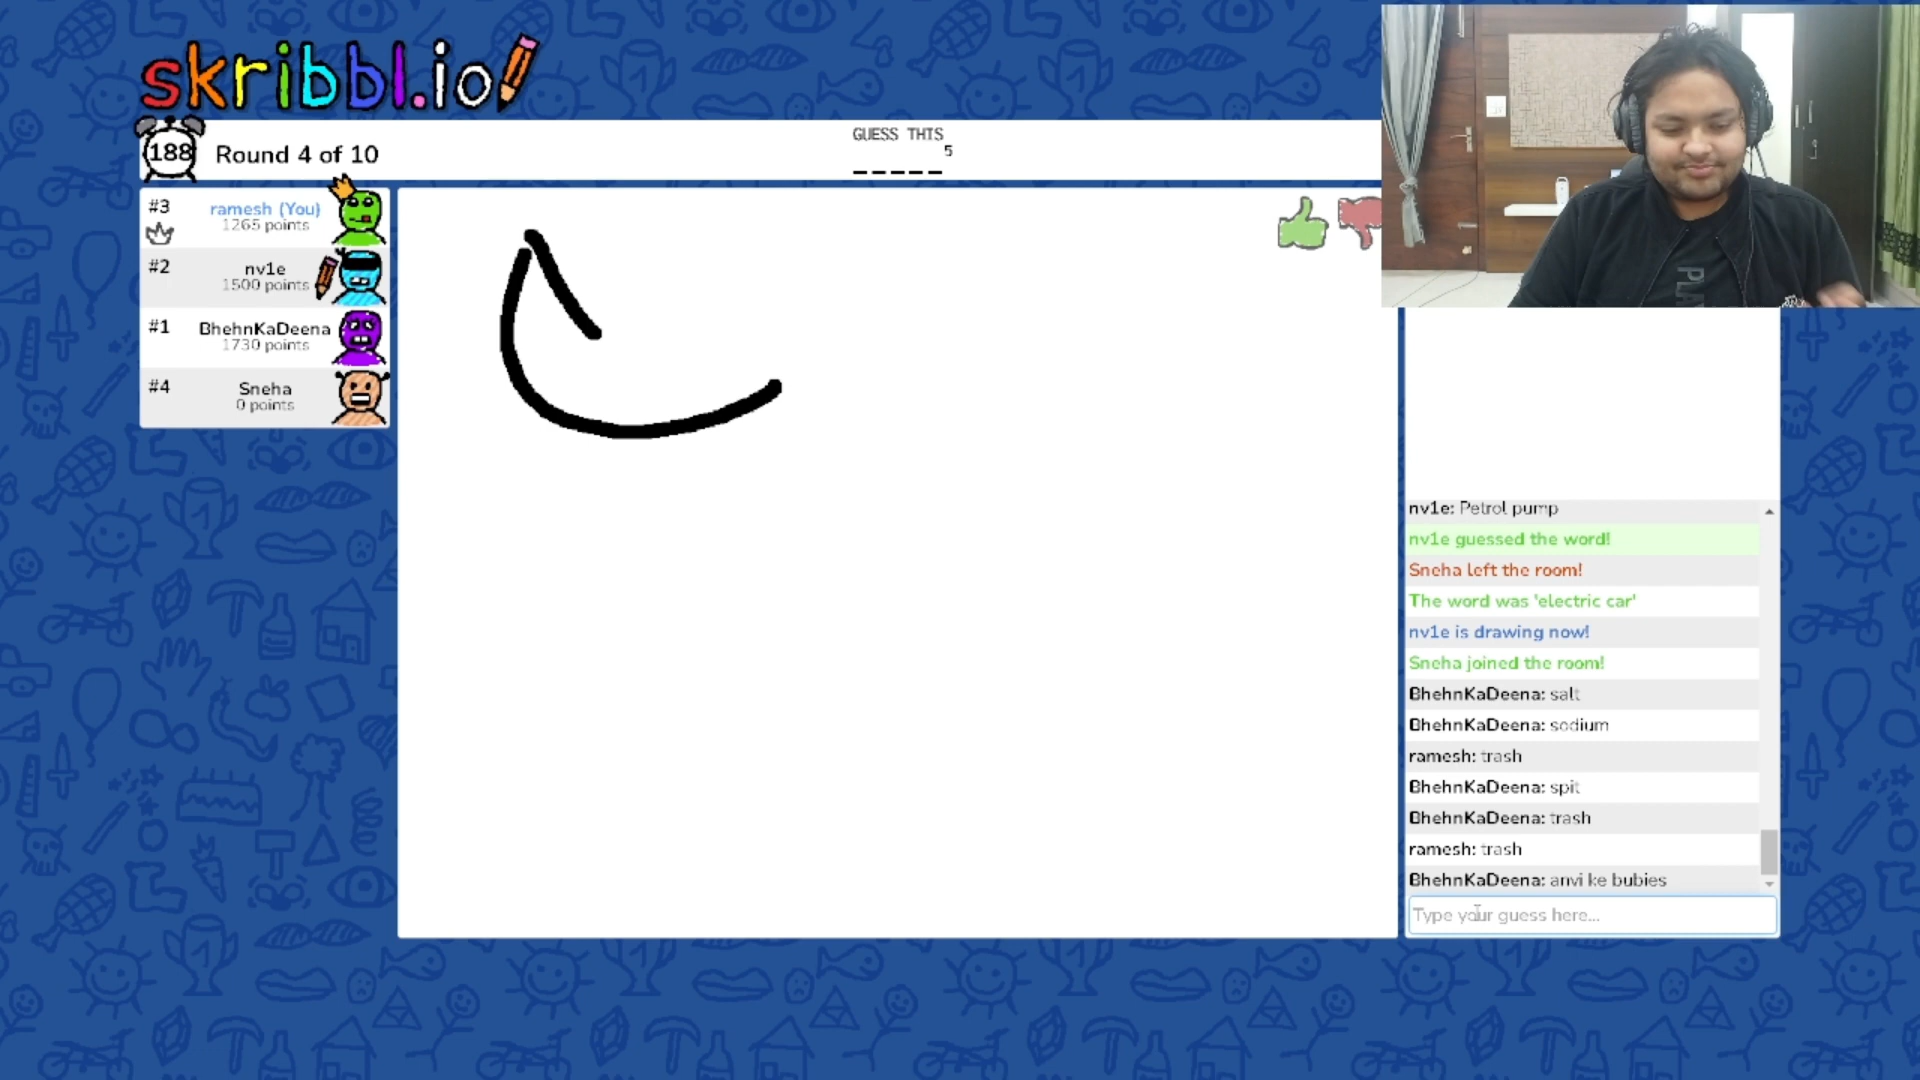 skribbl.io
188
Round 4 of 10
GUESS THIS
5
_____
#3
ramesh (You)
1265 points
#2
nv1e
1500 points
#1
BhehnKaDeena
1730 points
#4
Sneha
0 points
PLA
nv1e: Petrol pump
nv1e guessed the word!
Sneha left the room!
The word was 'electric car'
nv1e is drawing now!
Sneha joined the room!
BhehnKaDeena: salt
BhehnKaDeena: sodium
ramesh: trash
BhehnKaDeena: spit
BhehnKaDeena: trash
ramesh: trash
BhehnKaDeena: anvi ke bubies
Type your guess here...